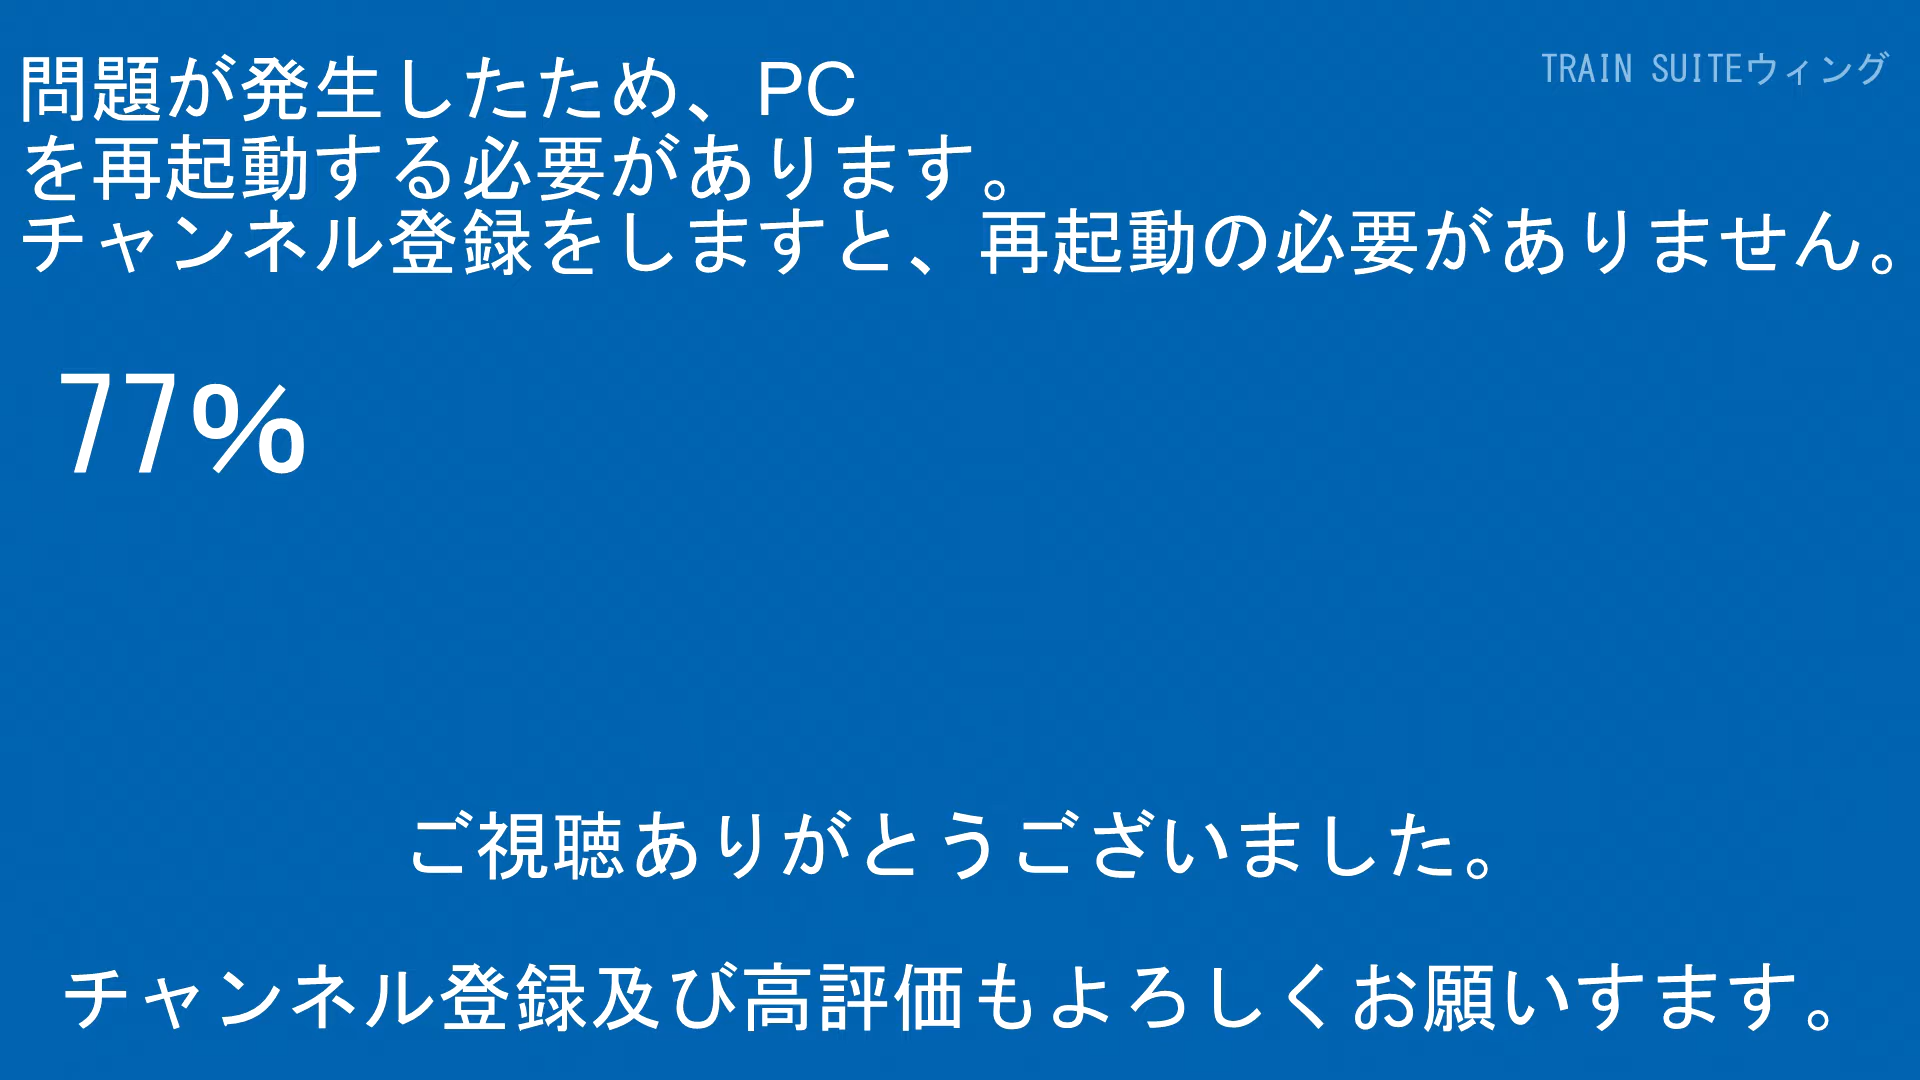 TRAIN SUITEウィング
問題が発生したため、PC
を再起動する必要があります。
チャンネル登録をしますと、再起動の必要がありません。
77%
ご視聴ありがとうございました。
チャンネル登録及び高評価もよろしくお願いすます。